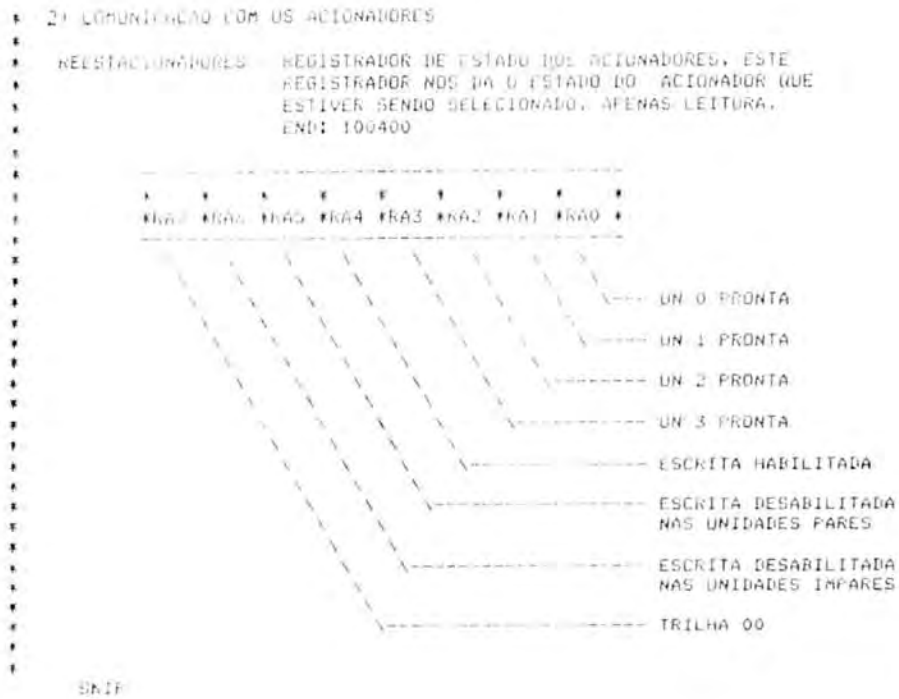 * 2) COMUNICACAO COM OS ACIONADORES
*
* REESTACIONADORES - REGISTRADOR DE ESTADO DOS ACIONADORES. ESTE
* REGISTRADOR NOS DA O ESTADO DO ACIONADOR QUE
* ESTIVER SENDO SELECIONADO. APENAS LEITURA.
* END: 100400
*RA7 *RA6 *RA5 *RA4 *RA3 *RA2 *RA1 *RA0 *
UN 0 PRONTA
UN 1 PRONTA
UN 2 PRONTA
UN 3 PRONTA
ESCRITA HABILITADA
ESCRITA DESABILITADA
NAS UNIDADES PARES
ESCRITA DESABILITADA
NAS UNIDADES IMPARES
TRILHA 00
SKIP